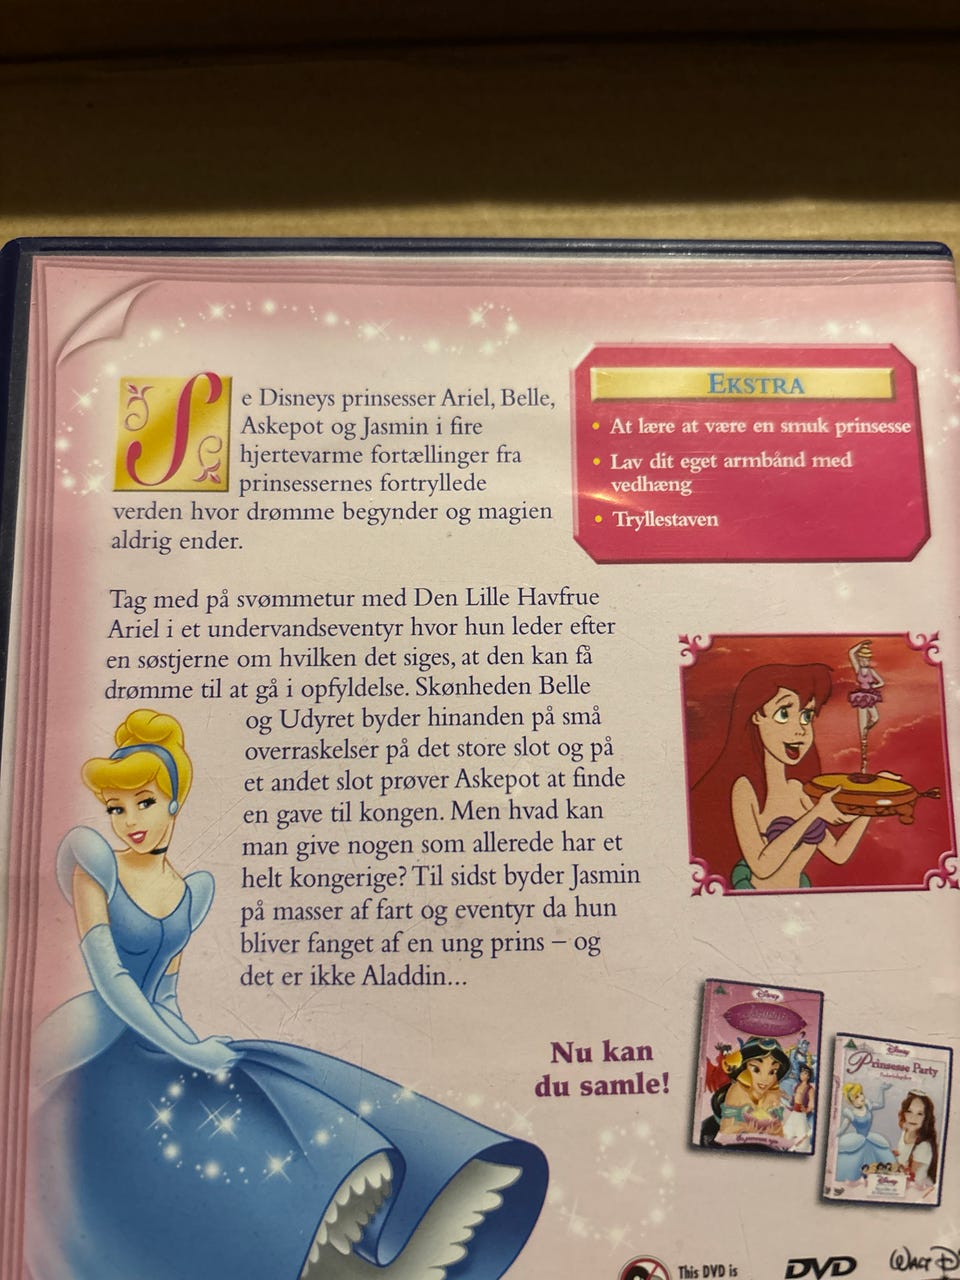 Se Disneys prinsesser Ariel, Belle,
Askepot og Jasmin i fire
hjertevarme fortællinger fra
prinsessernes fortryllede
verden hvor drømme begynder og magien
aldrig ender.
EKSTRA
• At lære at være en smuk prinsesse
• Lav dit eget armbånd med
vedhæng
• Tryllestaven
Tag med på svømmetur med Den Lille Havfrue
Ariel i et undervandseventyr hvor hun leder efter
en søstjerne om hvilken det siges, at den kan få
drømme til at gå i opfyldelse. Skønheden Belle
og Udyret byder hinanden på små
overraskelser på det store slot og på
et andet slot prøver Askepot at finde
en gave til kongen. Men hvad kan
man give nogen som allerede har et
helt kongerige? Til sidst byder Jasmin
på masser af fart og eventyr da hun
bliver fanget af en ung prins – og
det er ikke Aladdin...
Nu kan
du samle!
Disney
Disney
Prinsesse Party
Disney
This DVD is
DVD
WALT D